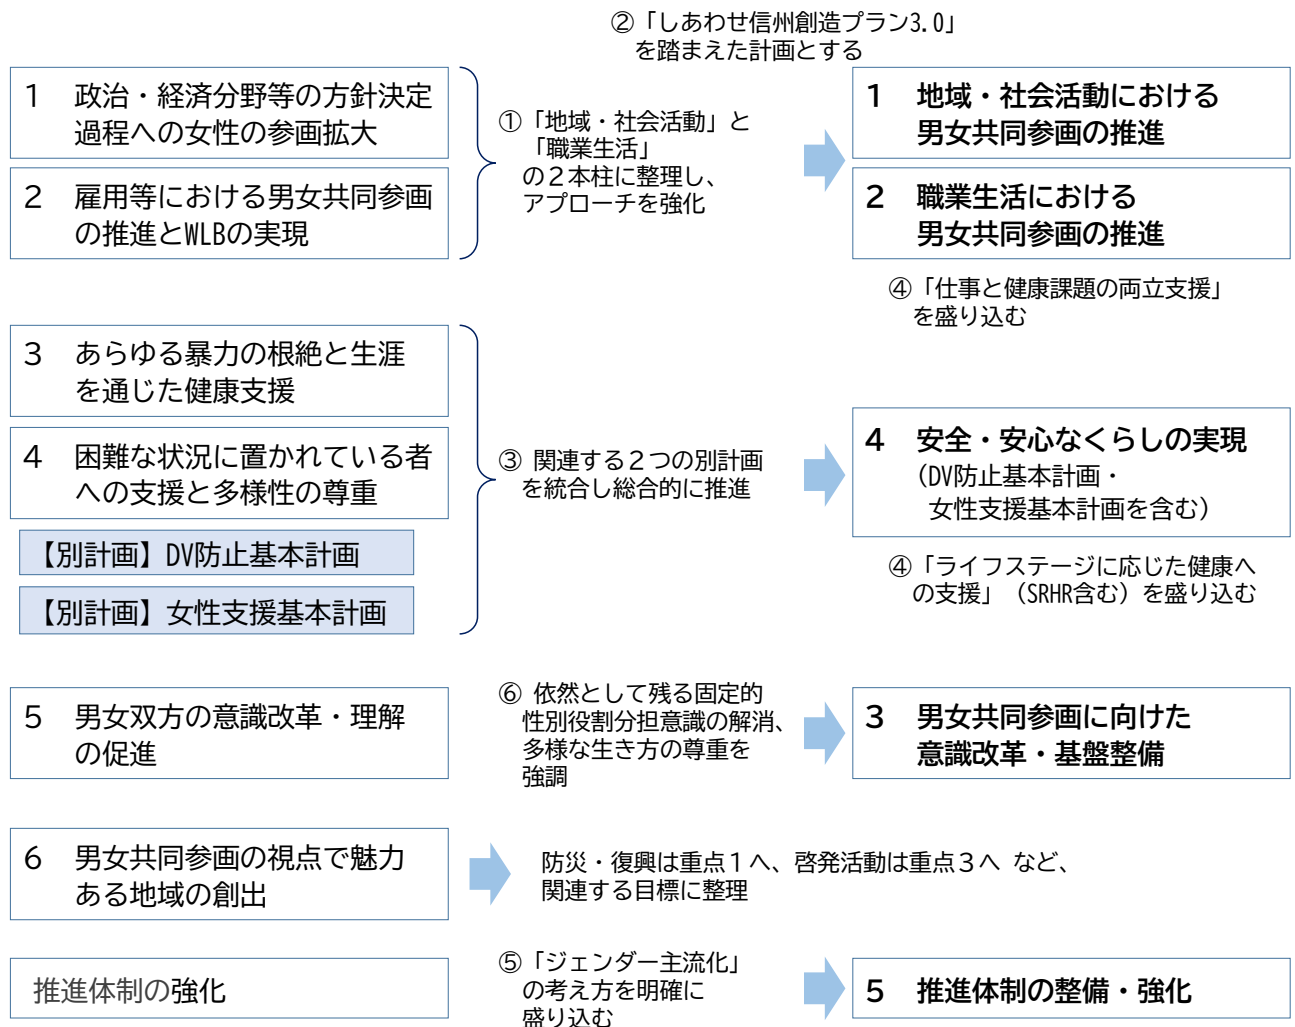 ②「しあわせ信州創造プラン3.0」
を踏まえた計画とする
1 政治・経済分野等の方針決定
過程への女性の参画拡大
2 雇用等における男女共同参画
の推進とWLBの実現
①「地域・社会活動」と
「職業生活」
の２本柱に整理し、
アプローチを強化
1 地域・社会活動における
男女共同参画の推進
2 職業生活における
男女共同参画の推進
④「仕事と健康課題の両立支援」
を盛り込む
3 あらゆる暴力の根絶と生涯
を通じた健康支援
4 困難な状況に置かれている者
への支援と多様性の尊重
【別計画】DV防止基本計画
【別計画】女性支援基本計画
③ 関連する２つの別計画
を統合し総合的に推進
4 安全・安心なくらしの実現
（DV防止基本計画・
女性支援基本計画を含む）
④「ライフステージに応じた健康へ
の支援」（SRHR含む）を盛り込む
5 男女双方の意識改革・理解
の促進
⑥ 依然として残る固定的
性別役割分担意識の解消、
多様な生き方の尊重を
強調
3 男女共同参画に向けた
意識改革・基盤整備
6 男女共同参画の視点で魅力
ある地域の創出
防災・復興は重点１へ、啓発活動は重点３へ など、
関連する目標に整理
推進体制の強化
⑤「ジェンダー主流化」
の考え方を明確に
盛り込む
5 推進体制の整備・強化